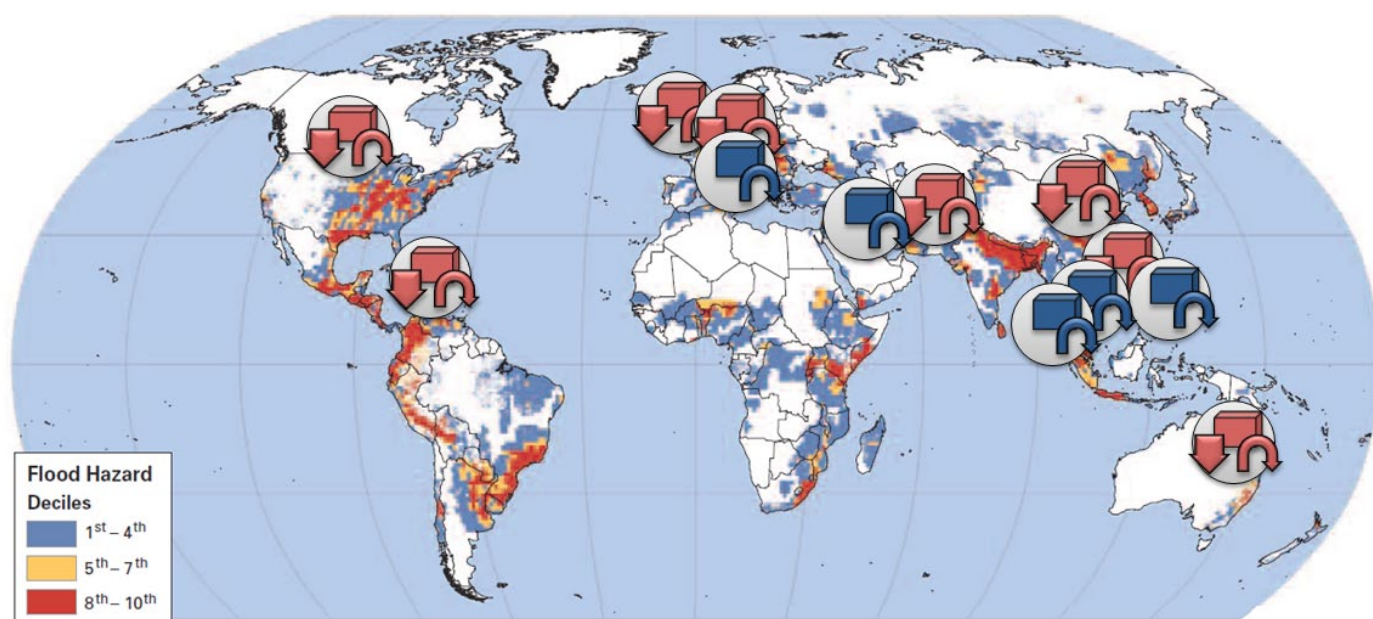 Flood Hazard
Deciles
1st – 4th
5th – 7th
8th – 10th